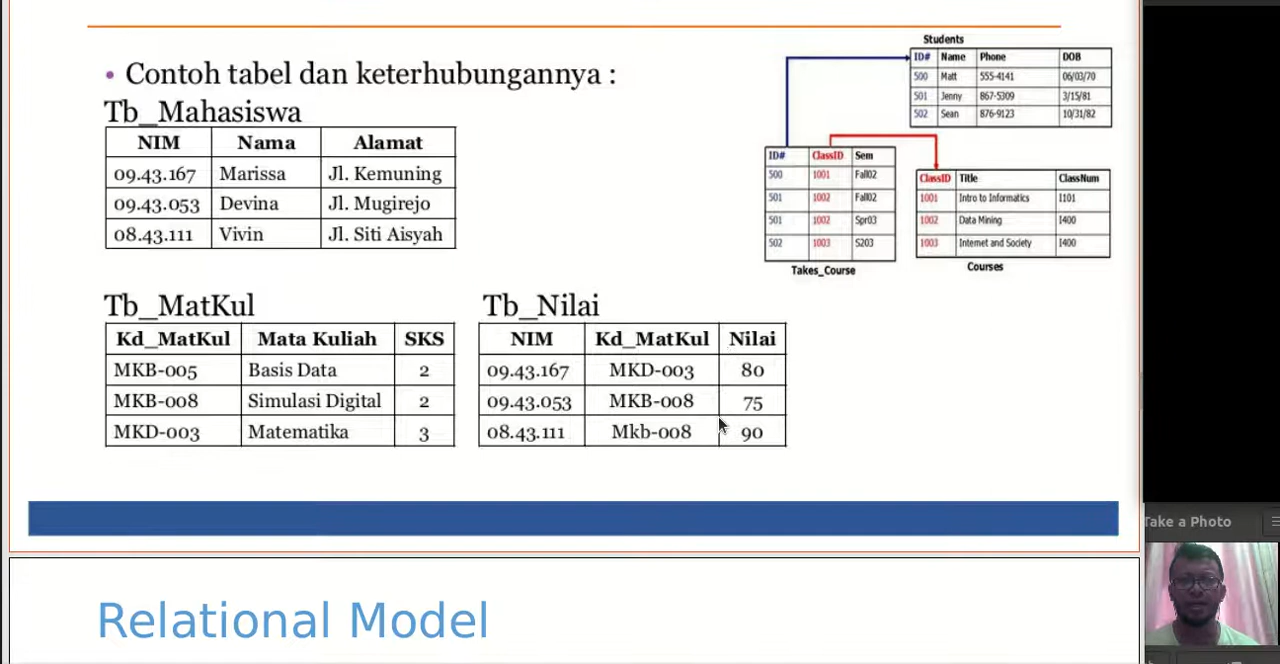 • Contoh tabel dan keterhubungannya :
Tb_Mahasiswa
NIM Nama Alamat
09.43.167 Marissa Jl. Kemuning
09.43.053 Devina Jl. Mugirejo
08.43.111 Vivin Jl. Siti Aisyah
Students
ID# Name Phone DOB
500 Matt 555-4141 06/03/70
501 Jenny 867-5309 3/15/81
502 Sean 876-9123 10/31/82
ID# ClassID Sem
500 1001 Fall02
501 1002 Fall02
501 1002 Spr03
502 1003 S203
Takes_Course
ClassID Title ClassNum
1001 Intro to Informatics I101
1002 Data Mining I400
1003 Internet and Society I400
Courses
Tb_MatKul
Kd_MatKul Mata Kuliah SKS
MKB-005 Basis Data 2
MKB-008 Simulasi Digital 2
MKD-003 Matematika 3
Tb_Nilai
NIM Kd_MatKul Nilai
09.43.167 MKD-003 80
09.43.053 MKB-008 75
08.43.111 Mkb-008 90
Take a Photo
Relational Model